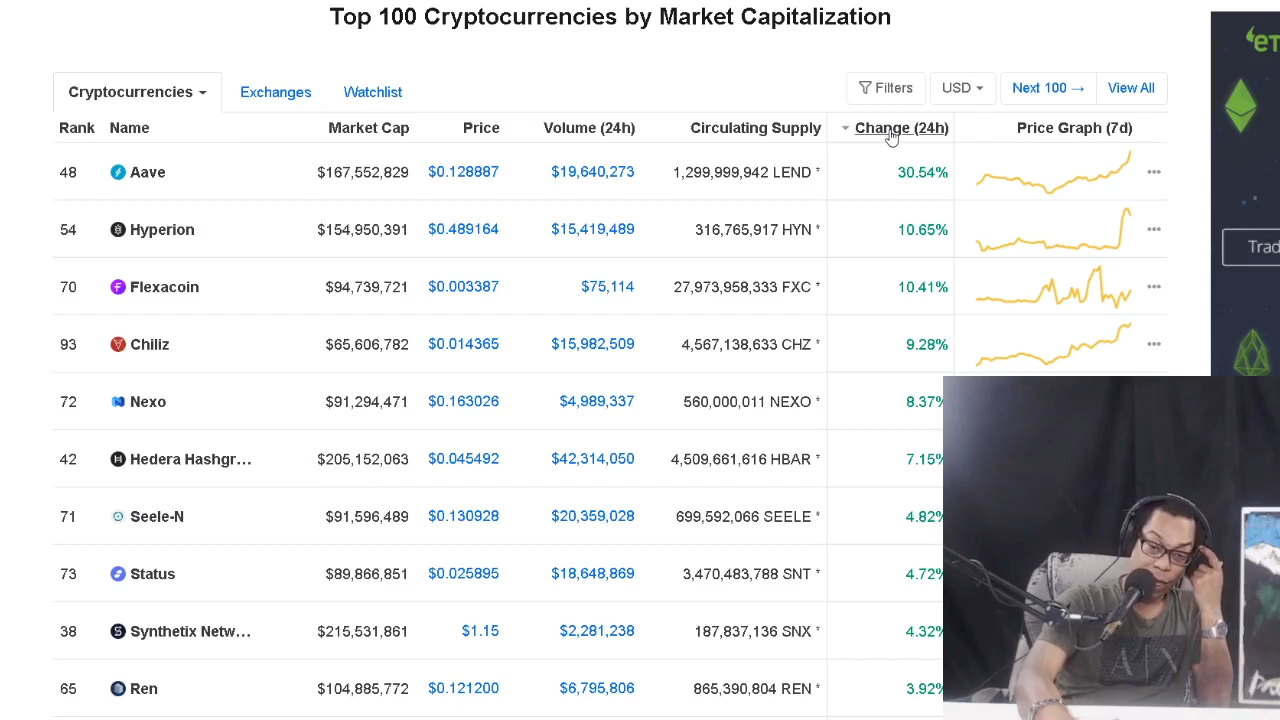 Top 100 Cryptocurrencies by Market Capitalization
Cryptocurrencies Exchanges Watchlist Filters USD Next 100 → View All
Rank Name Market Cap Price Volume (24h) Circulating Supply Change (24h) Price Graph (7d)
48 Aave $167,552,829 $0.128887 $19,640,273 1,299,999,942 LEND * 30.54%
54 Hyperion $154,950,391 $0.489164 $15,419,489 316,765,917 HYN * 10.65%
70 Flexacoin $94,739,721 $0.003387 $75,114 27,973,958,333 FXC * 10.41%
93 Chiliz $65,606,782 $0.014365 $15,982,509 4,567,138,633 CHZ * 9.28%
72 Nexo $91,294,471 $0.163026 $4,989,337 560,000,011 NEXO * 8.37%
42 Hedera Hashgr... $205,152,063 $0.045492 $42,314,050 4,509,661,616 HBAR * 7.15%
71 Seele-N $91,596,489 $0.130928 $20,359,028 699,592,066 SEELE * 4.82%
73 Status $89,866,851 $0.025895 $18,648,869 3,470,483,788 SNT * 4.72%
38 Synthetix Netw... $215,531,861 $1.15 $2,281,238 187,837,136 SNX * 4.32%
65 Ren $104,885,772 $0.121200 $6,795,806 865,390,804 REN * 3.92%
eT
Trad